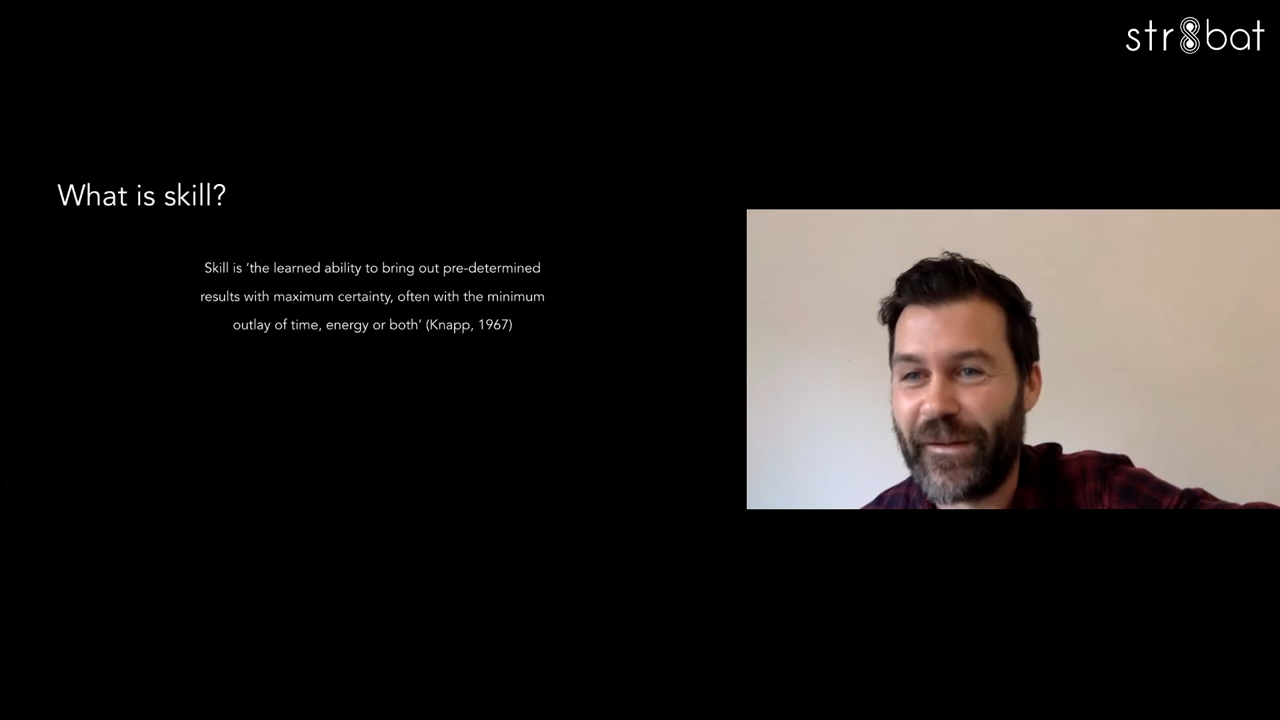 str8bat
What is skill?
Skill is ‘the learned ability to bring out pre-determined
results with maximum certainty, often with the minimum
outlay of time, energy or both’ (Knapp, 1967)